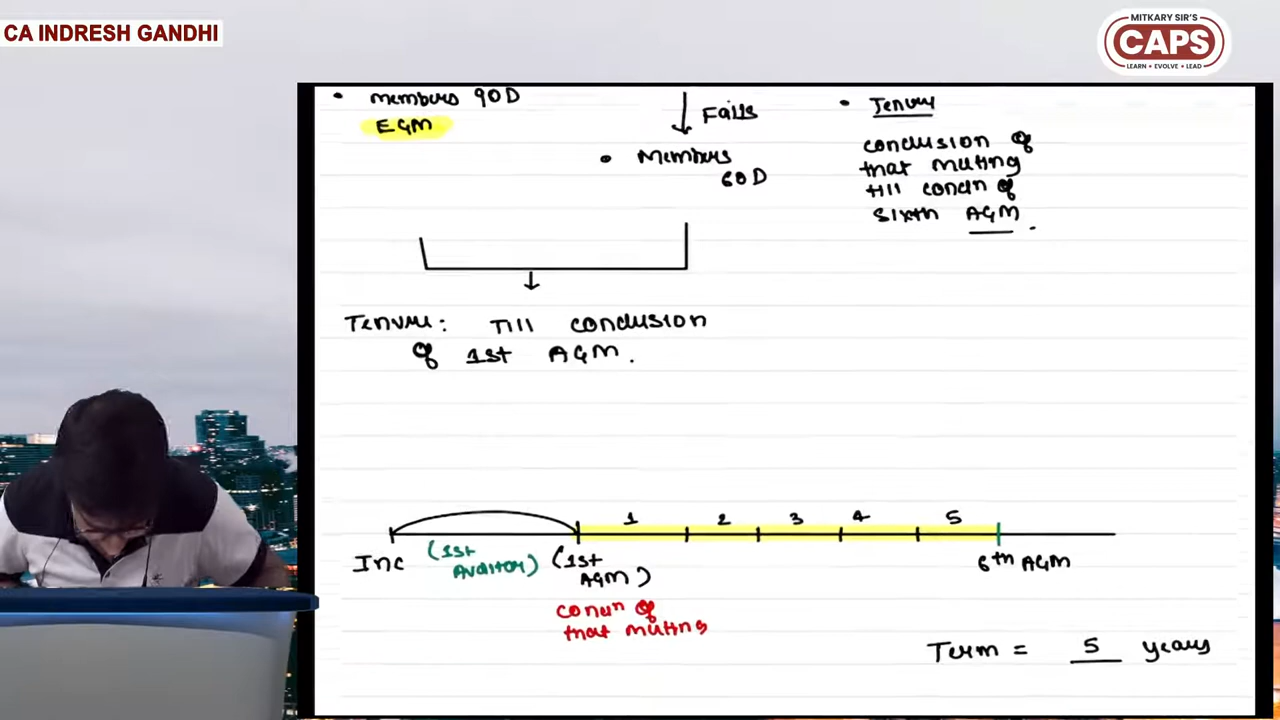 CA INDRESH GANDHI
MITKARY SIR'S
CAPS
LEARN • EVOLVE • LEAD
• Members 90D
EGM
Fails
• Members
60D
• Tenure
conclusion of
that meeting
till concln of
sixth AGM.
Tenure: Till conclusion
of 1st AGM.
1 2 3 4 5
Inc
(1st
Auditor)
(1st
AGM)
6th AGM
concln of
that meeting
Term = 5 years